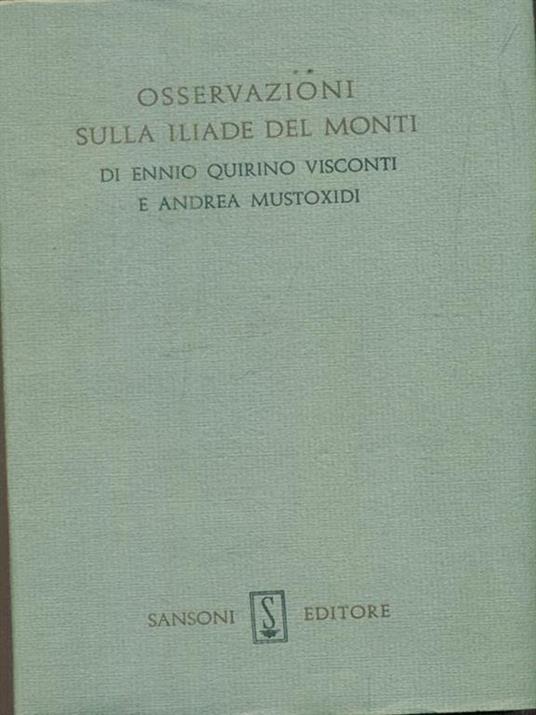 OSSERVAZIONI
SULLA ILIADE DEL MONTI
DI ENNIO QUIRINO VISCONTI
E ANDREA MUSTOXIDI
SANSONI S EDITORE